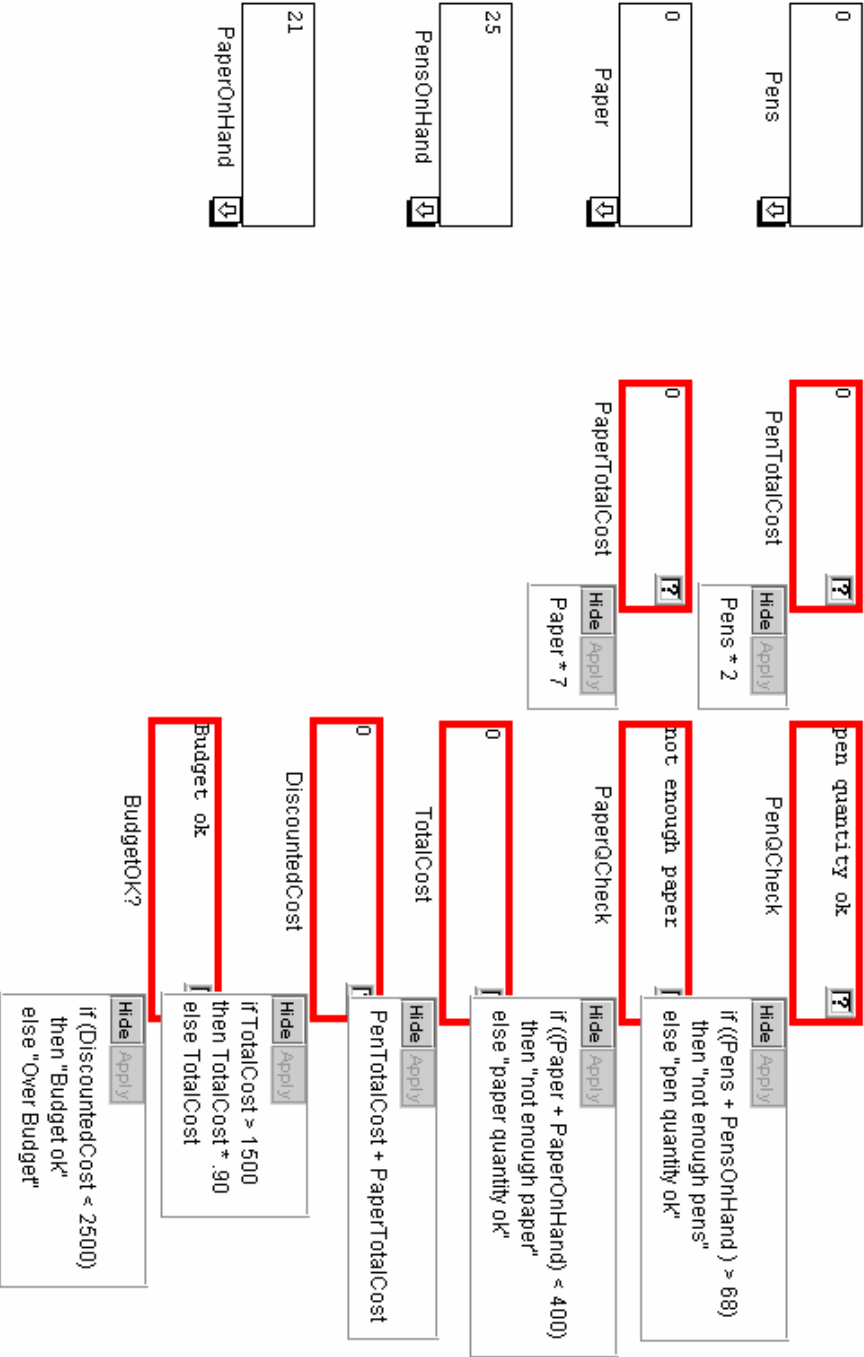 0
Pens
0
PenTotalCost
?
Hide Apply
Pens * 2
pen quantity ok
PenQCheck
?
Hide Apply
if ((Pens + PensOnHand ) > 68)
then "not enough pens"
else "pen quantity ok"
0
Paper
0
PaperTotalCost
?
Hide Apply
Paper * 7
not enough paper
PaperQCheck
Hide Apply
if ((Paper + PaperOnHand) < 400)
then "not enough paper"
else "paper quantity ok"
25
PensOnHand
0
TotalCost
Hide Apply
PenTotalCost + PaperTotalCost
21
PaperOnHand
0
DiscountedCost
Hide Apply
if TotalCost > 1500
then TotalCost * .90
else TotalCost
Budget ok
BudgetOK?
Hide Apply
if (DiscountedCost < 2500)
then "Budget ok"
else "Over Budget"